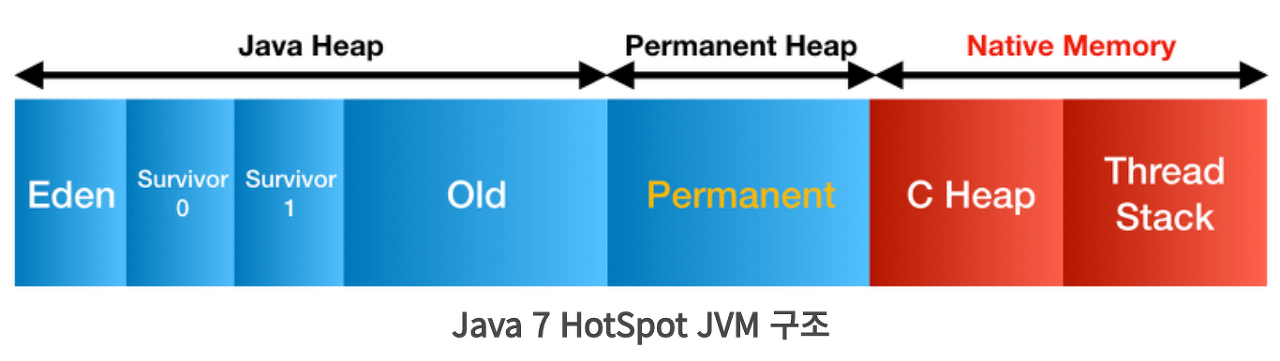 Java Heap
Permanent Heap
Native Memory
Eden
Survivor
0
Survivor
1
Old
Permanent
C Heap
Thread
Stack
Java 7 HotSpot JVM 구조